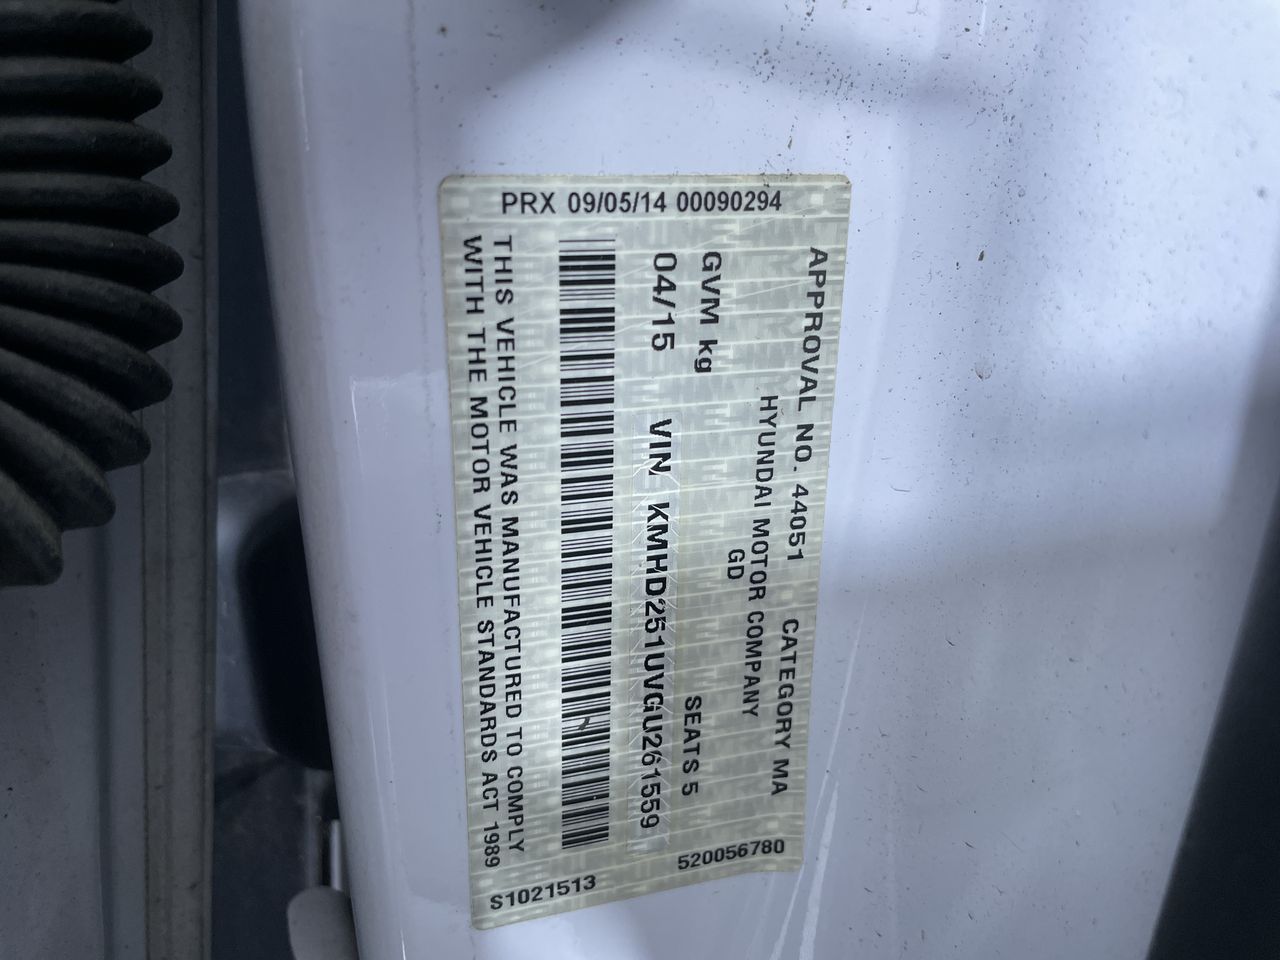 PRX 09/05/14 00090294
APPROVAL NO. 44051 CATEGORY MA
HYUNDAI MOTOR COMPANY
GD
GVM kg SEATS 5
04/15 VIN KMHD251UVGU261559
THIS VEHICLE WAS MANUFACTURED TO COMPLY
WITH THE MOTOR VEHICLE STANDARDS ACT 1989
S1021513 520056780